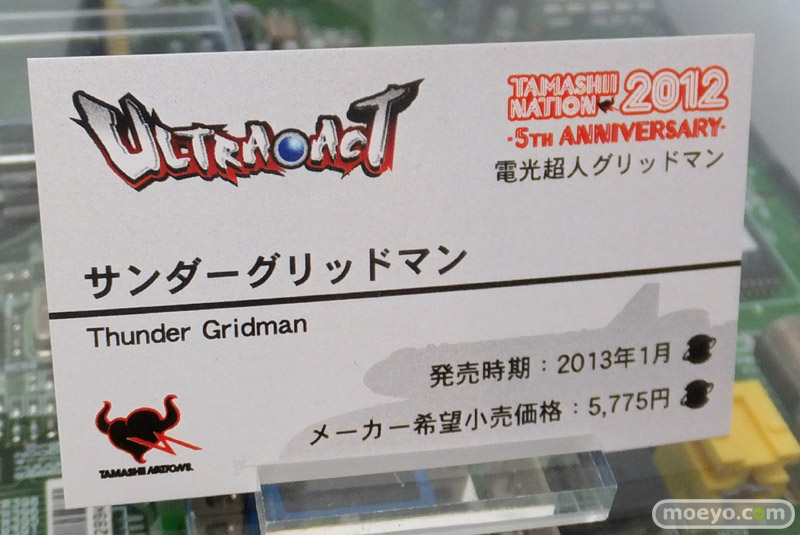 ULTRA-ACT
TAMASHII
NATION 2012
·5TH ANNIVERSARY·
電光超人グリッドマン
サンダーグリッドマン
Thunder Gridman
発売時期：2013年1月
メーカー希望小売価格：5,775円
TAMASHII NATIONS
moeyo.com